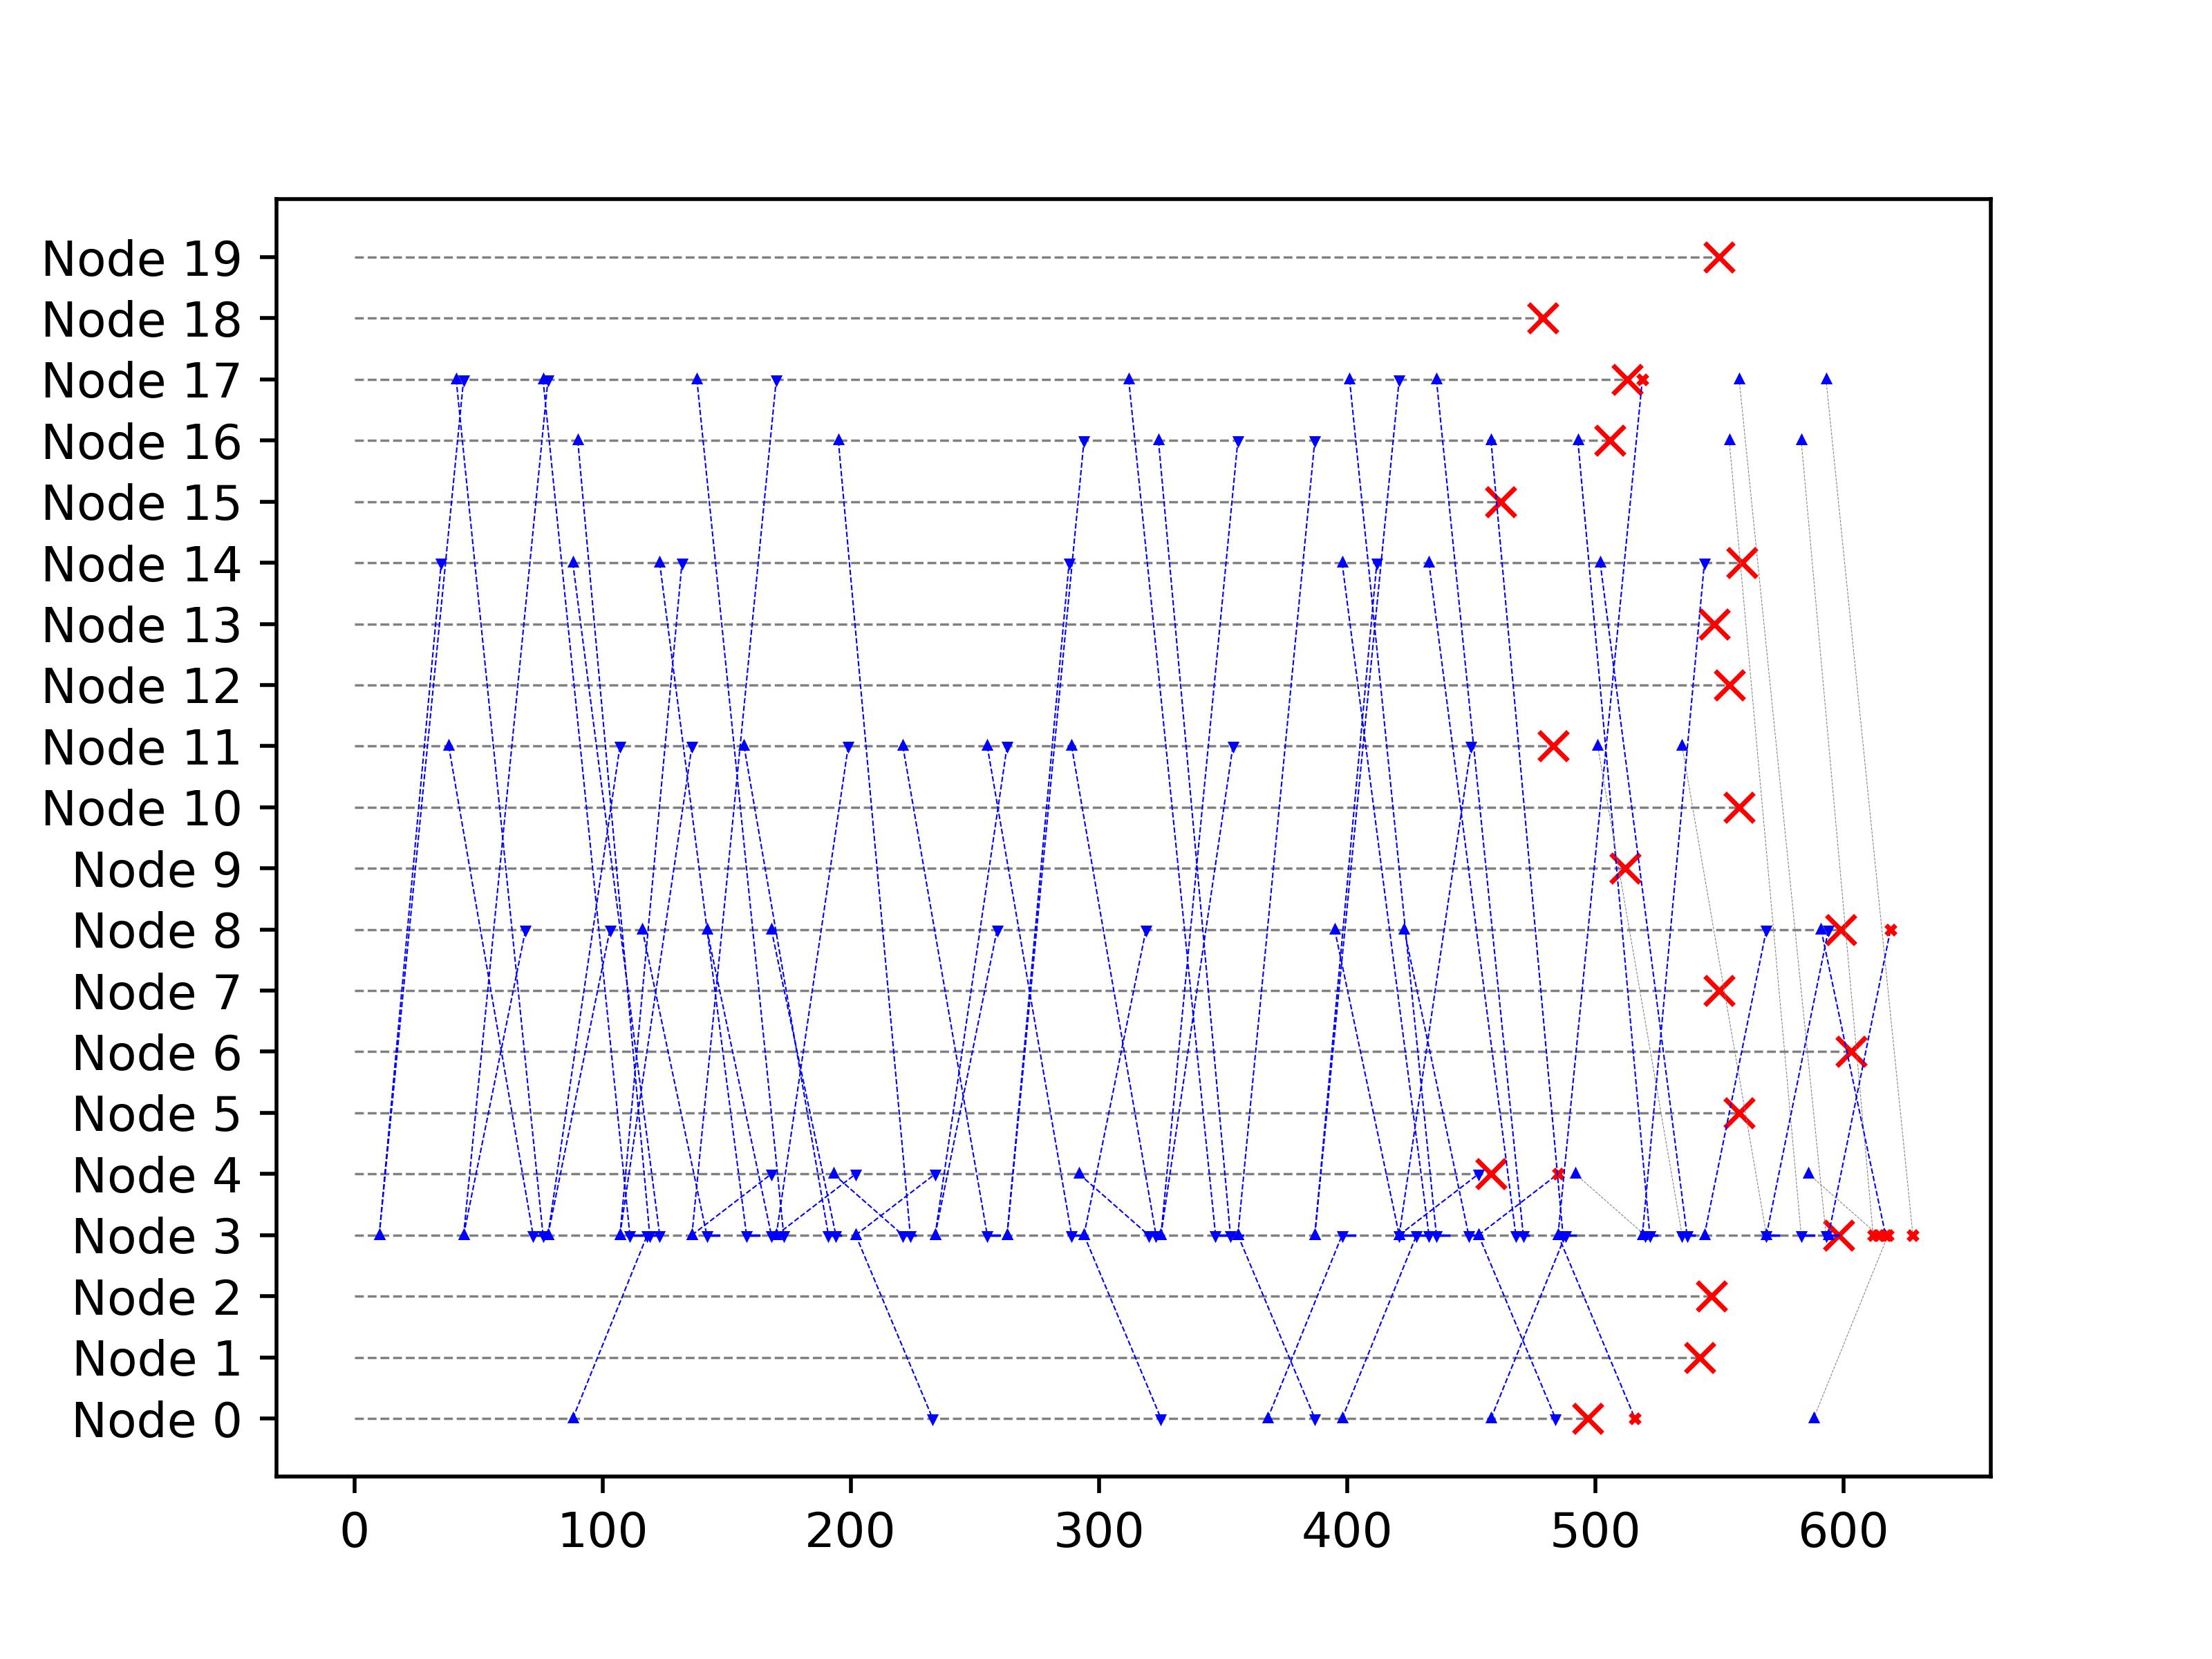 Node 19
Node 18
Node 17
Node 16
Node 15
Node 14
Node 13
Node 12
Node 11
Node 10
Node 9
Node 8
Node 7
Node 6
Node 5
Node 4
Node 3
Node 2
Node 1
Node 0
0 100 200 300 400 500 600